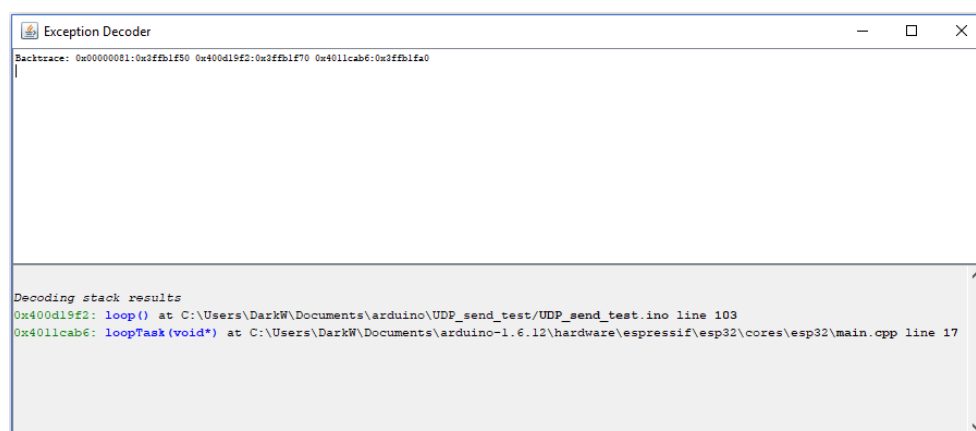 Exception Decoder
Backtrace: 0x00000081:0x3ffb1f50 0x400d19f2:0x3ffb1f70 0x4011cab6:0x3ffb1fa0
Decoding stack results
0x400d19f2: loop() at C:\Users\DarkW\Documents\arduino\UDP_send_test/UDP_send_test.ino line 103
0x4011cab6: loopTask(void*) at C:\Users\DarkW\Documents\arduino-1.6.12\hardware\espressif\esp32\cores\esp32\main.cpp line 17